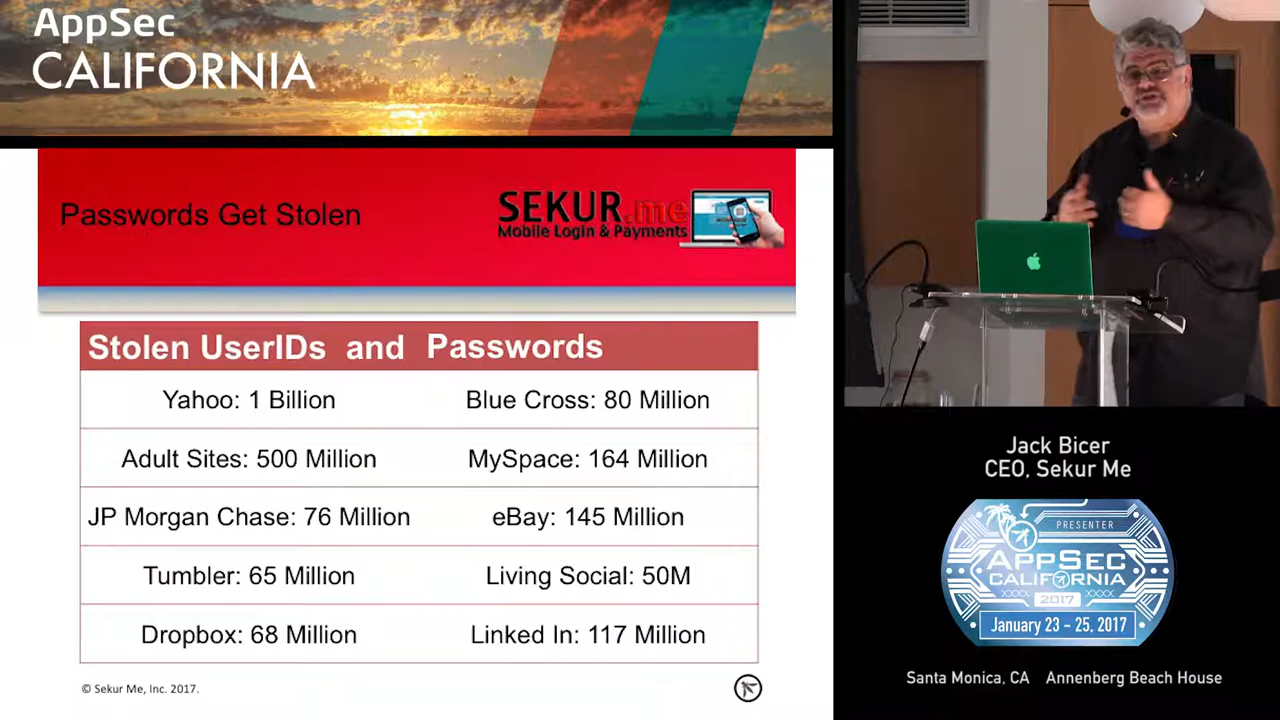 AppSec
CALIFORNIA
Passwords Get Stolen
SEKUR.me
Mobile Login & Payments
Stolen UserIDs and Passwords
Yahoo: 1 Billion Blue Cross: 80 Million
Adult Sites: 500 Million MySpace: 164 Million
JP Morgan Chase: 76 Million eBay: 145 Million
Tumbler: 65 Million Living Social: 50M
Dropbox: 68 Million Linked In: 117 Million
© Sekur Me, Inc. 2017.
Jack Bicer
CEO, Sekur Me
PRESENTER
APPSEC
CALIFORNIA
2017
January 23 - 25, 2017
Santa Monica, CA Annenberg Beach House